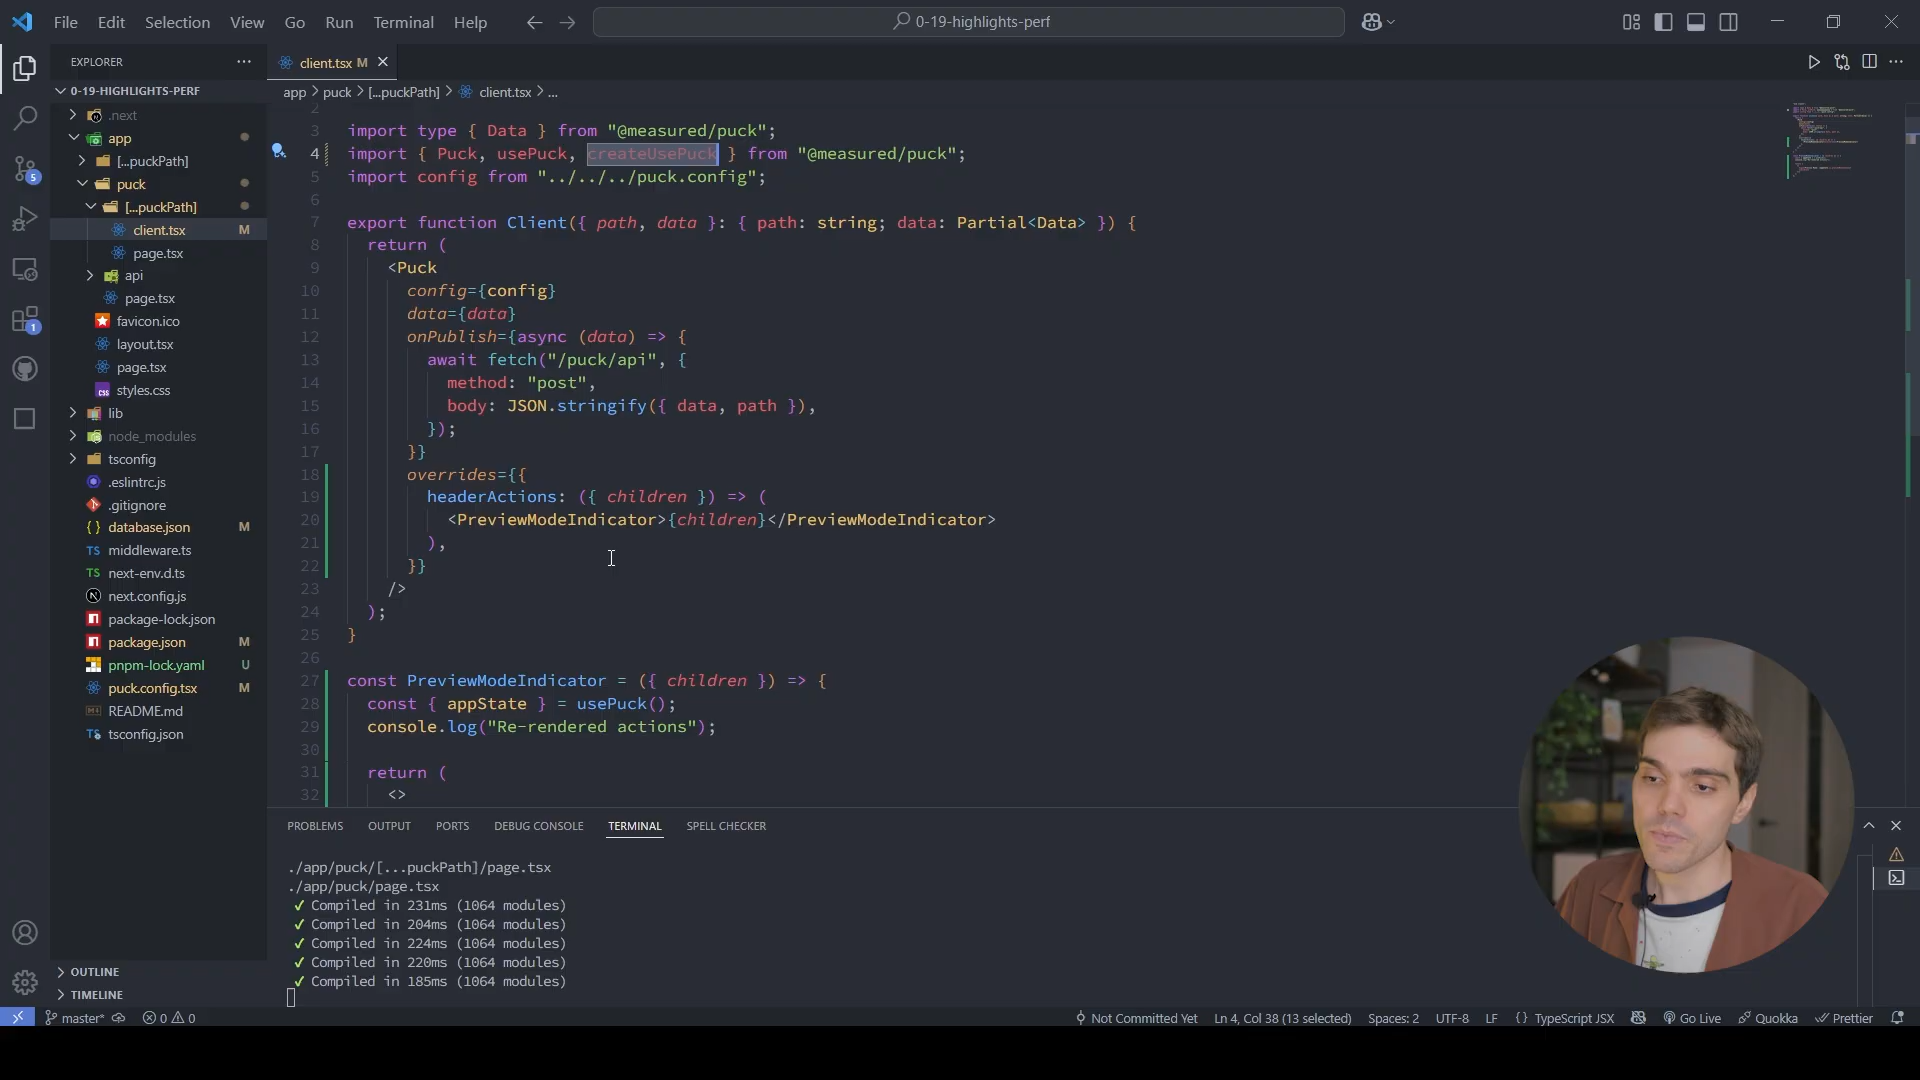 File Edit Selection View Go Run Terminal Help
0-19-highlights-perf
EXPLORER
client.tsx M
0-19-HIGHLIGHTS-PERF
app > puck > [...puckPath] > client.tsx > ...
.next
app
[...puckPath]
puck
[...puckPath]
client.tsx M
page.tsx
api
page.tsx
favicon.ico
layout.tsx
page.tsx
styles.css
lib
node_modules
tsconfig
.eslintrc.js
.gitignore
database.json M
middleware.ts
next-env.d.ts
next.config.js
package-lock.json
package.json M
pnpm-lock.yaml U
puck.config.tsx M
README.md
tsconfig.json
OUTLINE
TIMELINE
5
1
2
3 import type { Data } from "@measured/puck";
4 import { Puck, usePuck, createUsePuck } from "@measured/puck";
5 import config from "../../../puck.config";
6
7 export function Client({ path, data }: { path: string; data: Partial<Data> }) {
8 return (
9 <Puck
10 config={config}
11 data={data}
12 onPublish={async (data) => {
13 await fetch("/puck/api", {
14 method: "post",
15 body: JSON.stringify({ data, path }),
16 });
17 }}
18 overrides={{
19 headerActions: ({ children }) => (
20 <PreviewModeIndicator>{children}</PreviewModeIndicator>
21 ),
22 }}
23 />
24 );
25 }
26
27 const PreviewModeIndicator = ({ children }) => {
28 const { appState } = usePuck();
29 console.log("Re-rendered actions");
30
31 return (
32 <>
PROBLEMS OUTPUT PORTS DEBUG CONSOLE TERMINAL SPELL CHECKER
./app/puck/[...puckPath]/page.tsx
./app/puck/page.tsx
✓ Compiled in 231ms (1064 modules)
✓ Compiled in 204ms (1064 modules)
✓ Compiled in 224ms (1064 modules)
✓ Compiled in 220ms (1064 modules)
✓ Compiled in 185ms (1064 modules)
master* 0 0 Not Committed Yet Ln 4, Col 38 (13 selected) Spaces: 2 UTF-8 LF {} TypeScript JSX Go Live Quokka Prettier